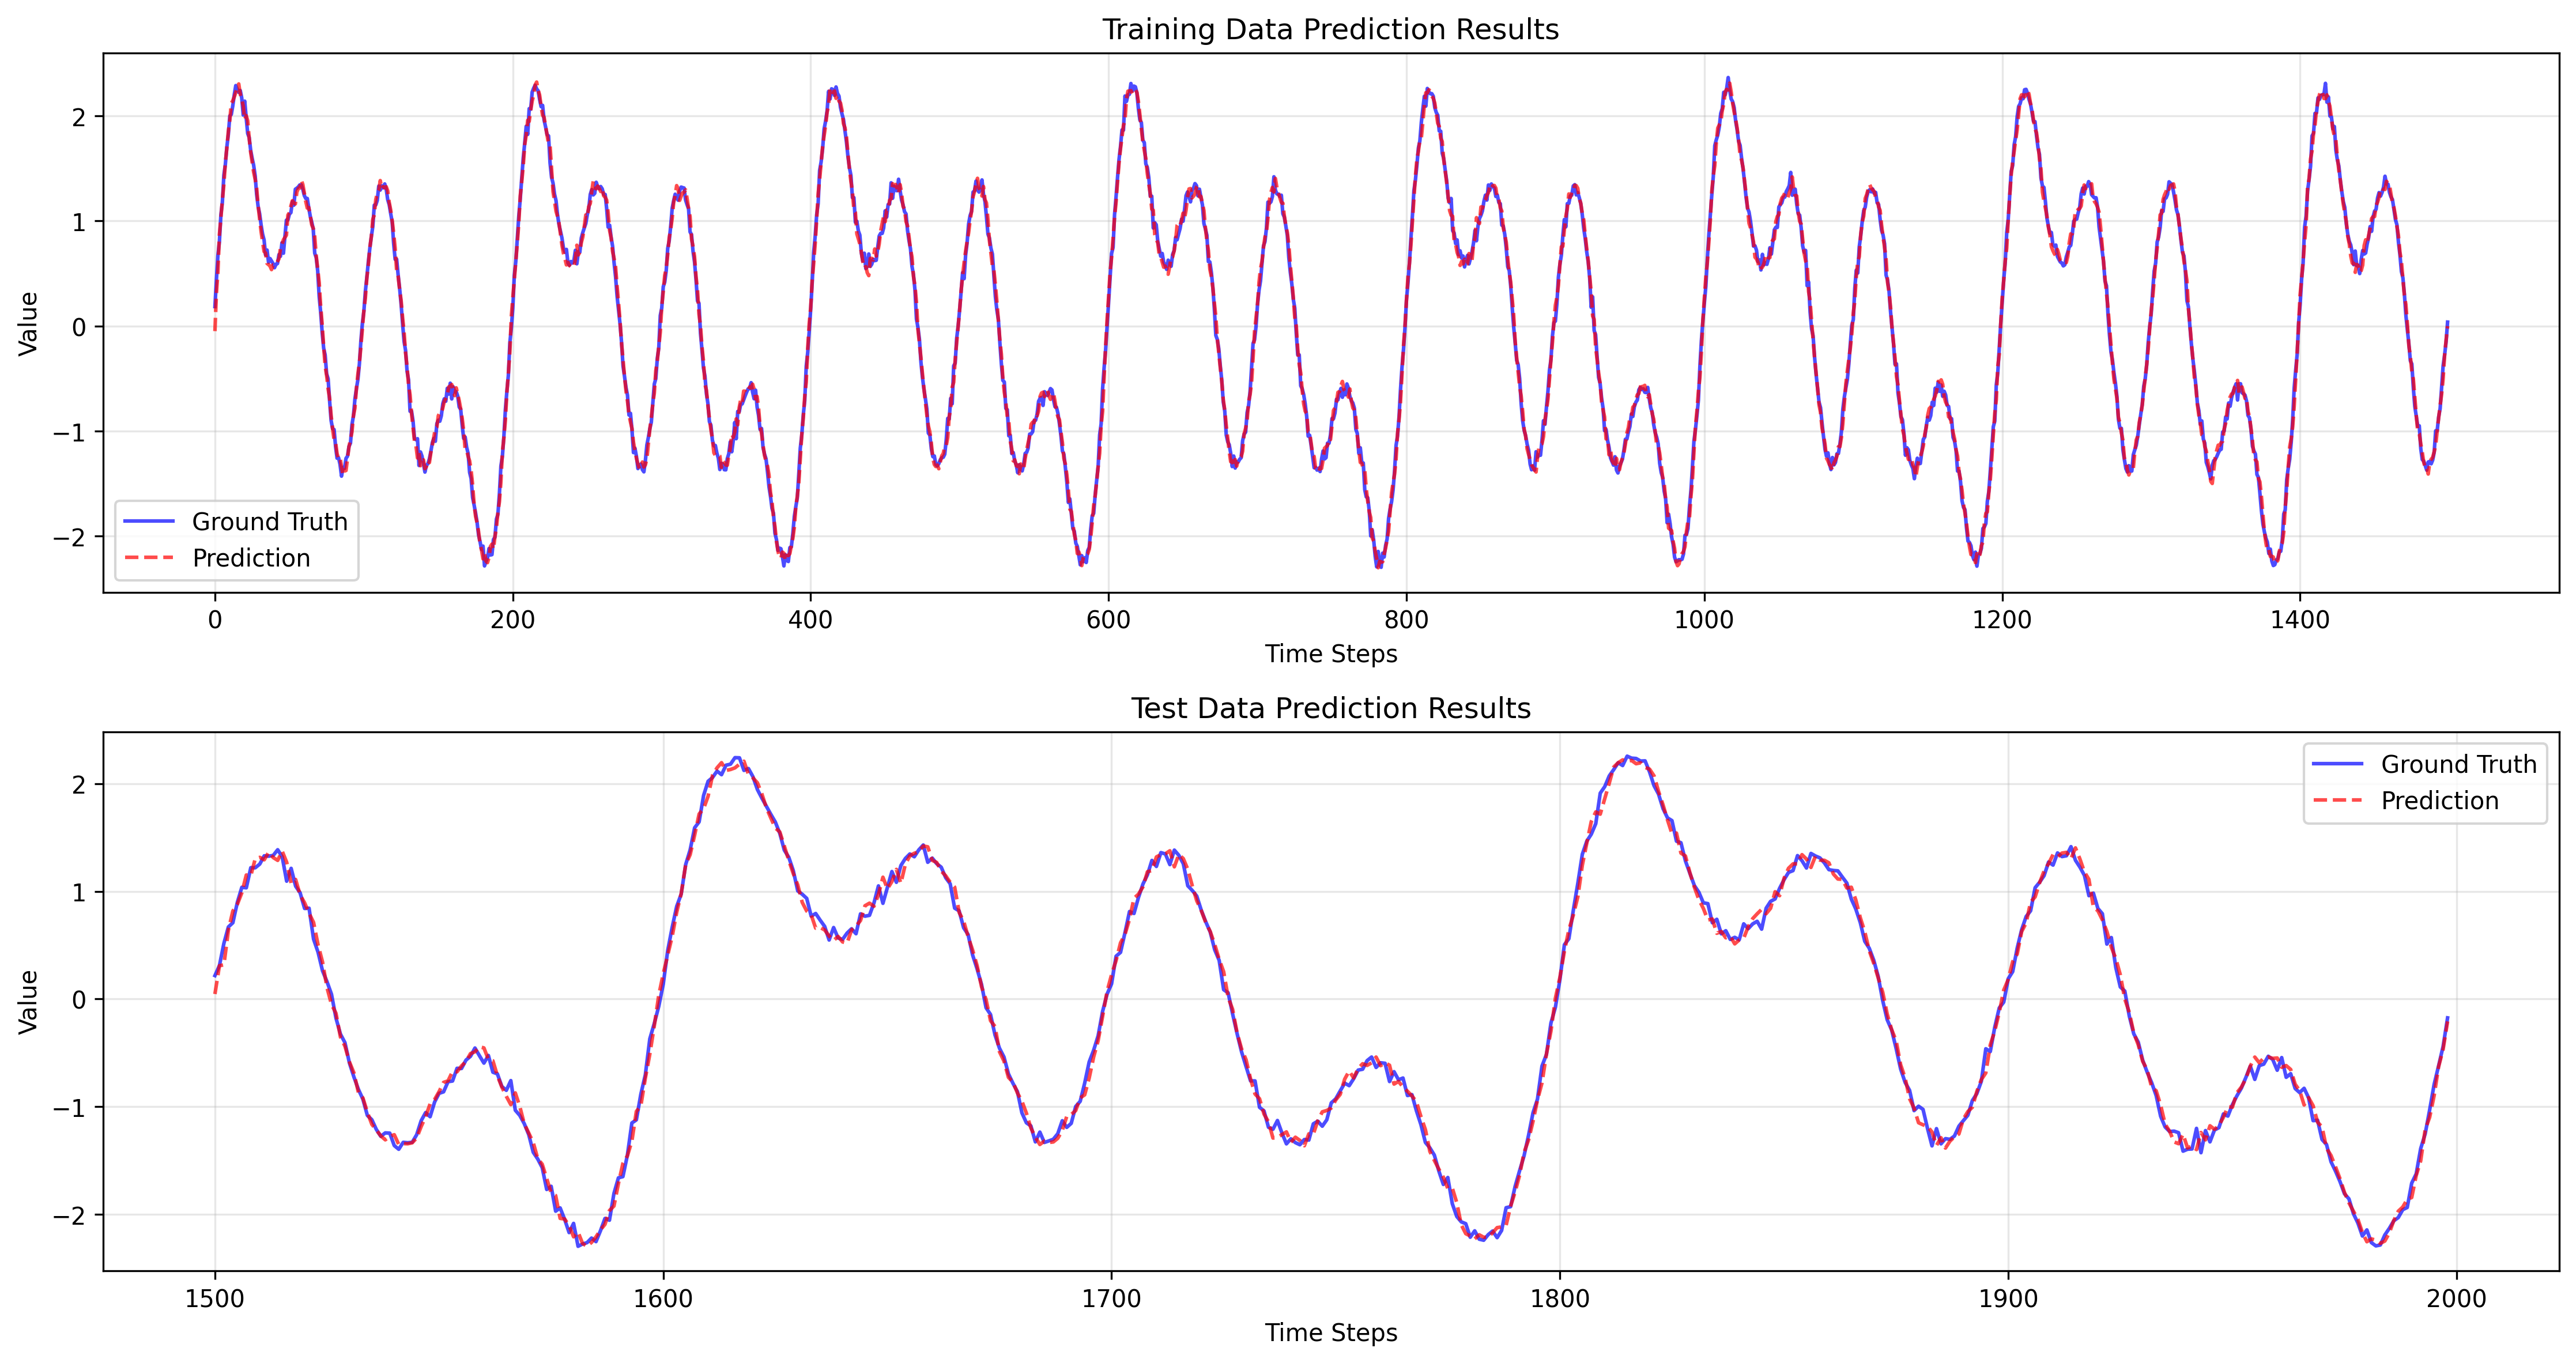 Training Data Prediction Results
2
1
0
−1
−2
Value
Ground Truth
Prediction
0 200 400 600 800 1000 1200 1400
Time Steps
Test Data Prediction Results
2
1
0
−1
−2
Value
Ground Truth
Prediction
1500 1600 1700 1800 1900 2000
Time Steps